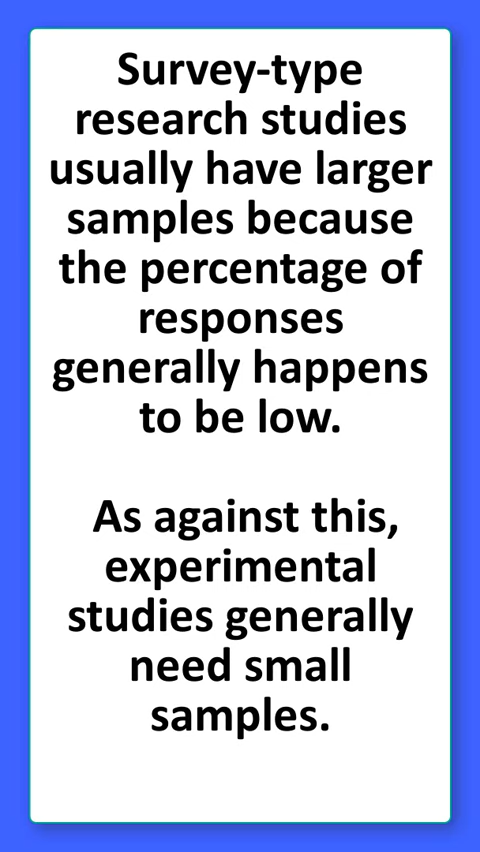 Survey-type
research studies
usually have larger
samples because
the percentage of
responses
generally happens
to be low.
As against this,
experimental
studies generally
need small
samples.